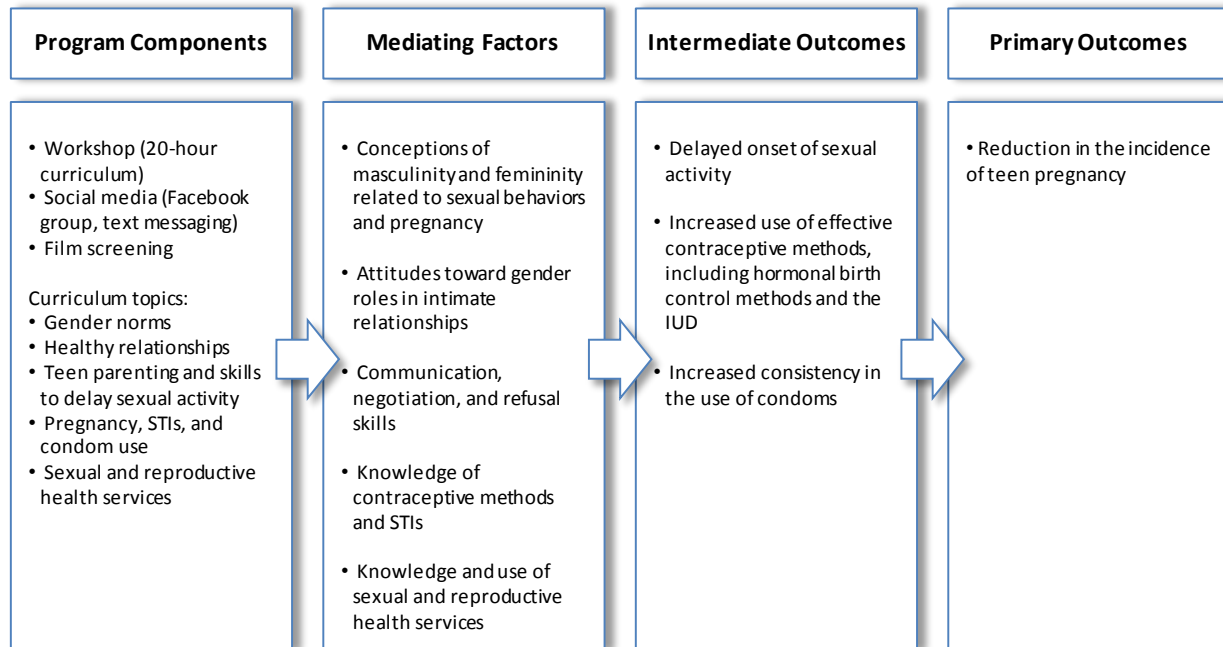 Program Components
Mediating Factors
Intermediate Outcomes
Primary Outcomes
• Workshop (20-hour
curriculum)
• Social media (Facebook
group, text messaging)
• Film screening
Curriculum topics:
• Gender norms
• Healthy relationships
• Teen parenting and skills
to delay sexual activity
• Pregnancy, STIs, and
condom use
• Sexual and reproductive
health services
• Conceptions of
masculinity and femininity
related to sexual behaviors
and pregnancy
• Attitudes toward gender
roles in intimate
relationships
• Communication,
negotiation, and refusal
skills
• Knowledge of
contraceptive methods
and STIs
• Knowledge and use of
sexual and reproductive
health services
• Delayed onset of sexual
activity
• Increased use of effective
contraceptive methods,
including hormonal birth
control methods and the
IUD
• Increased consistency in
the use of condoms
• Reduction in the incidence
of teen pregnancy